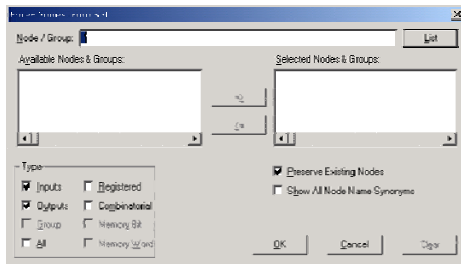 Node / Group:
List
Available Nodes & Groups:
Selected Nodes & Groups:
=>
<=
Type
Inputs
Registered
Outputs
Combinatorial
Group
Memory Bit
All
Memory Word
Preserve Existing Nodes
Show All Node Name Synonyms
OK
Cancel
Clear